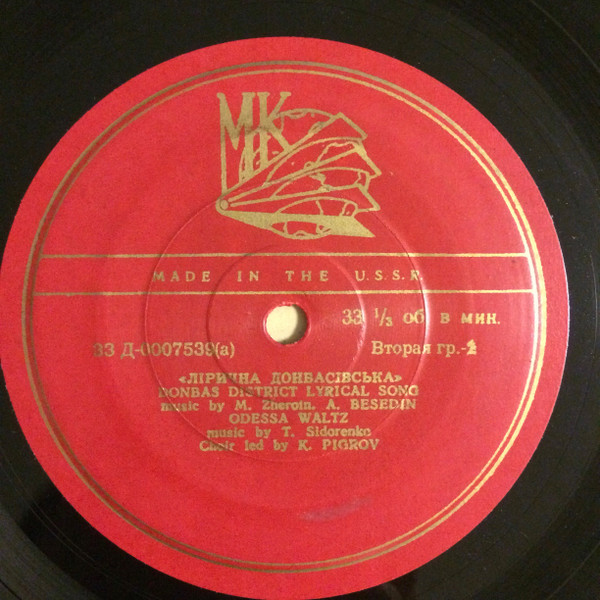 МК
MADE IN THE U.S.S.R.
33 ⅓ об в мин.
33 Д-0007539(а)
Вторая гр.-2
«ЛІРИЧНА ДОНБАСІВСЬКА»
DONBAS DISTRICT LYRICAL SONG
music by M. Zherotn, A. BESEDIN
ODESSA WALTZ
music by T. Sidorenko
Choir led by K. PIGROV